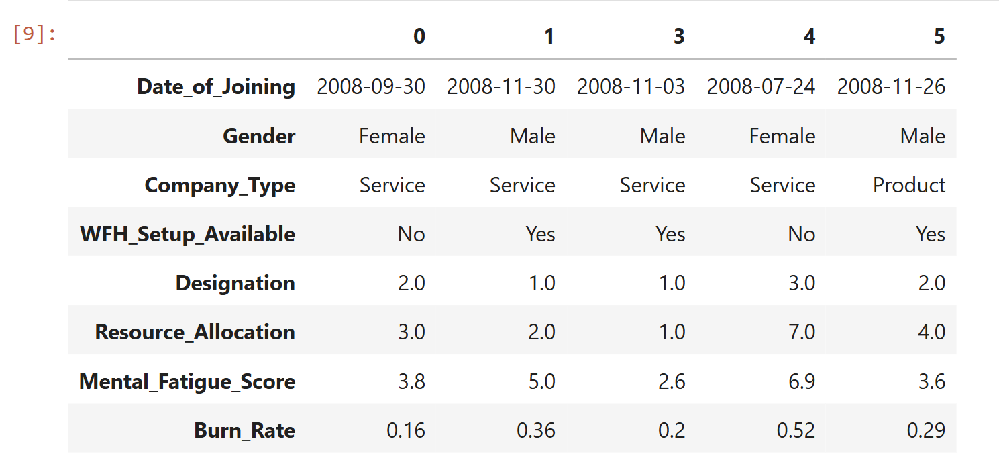 [9]: 0 1 3 4 5
Date_of_Joining 2008-09-30 2008-11-30 2008-11-03 2008-07-24 2008-11-26
Gender Female Male Male Female Male
Company_Type Service Service Service Service Product
WFH_Setup_Available No Yes Yes No Yes
Designation 2.0 1.0 1.0 3.0 2.0
Resource_Allocation 3.0 2.0 1.0 7.0 4.0
Mental_Fatigue_Score 3.8 5.0 2.6 6.9 3.6
Burn_Rate 0.16 0.36 0.2 0.52 0.29